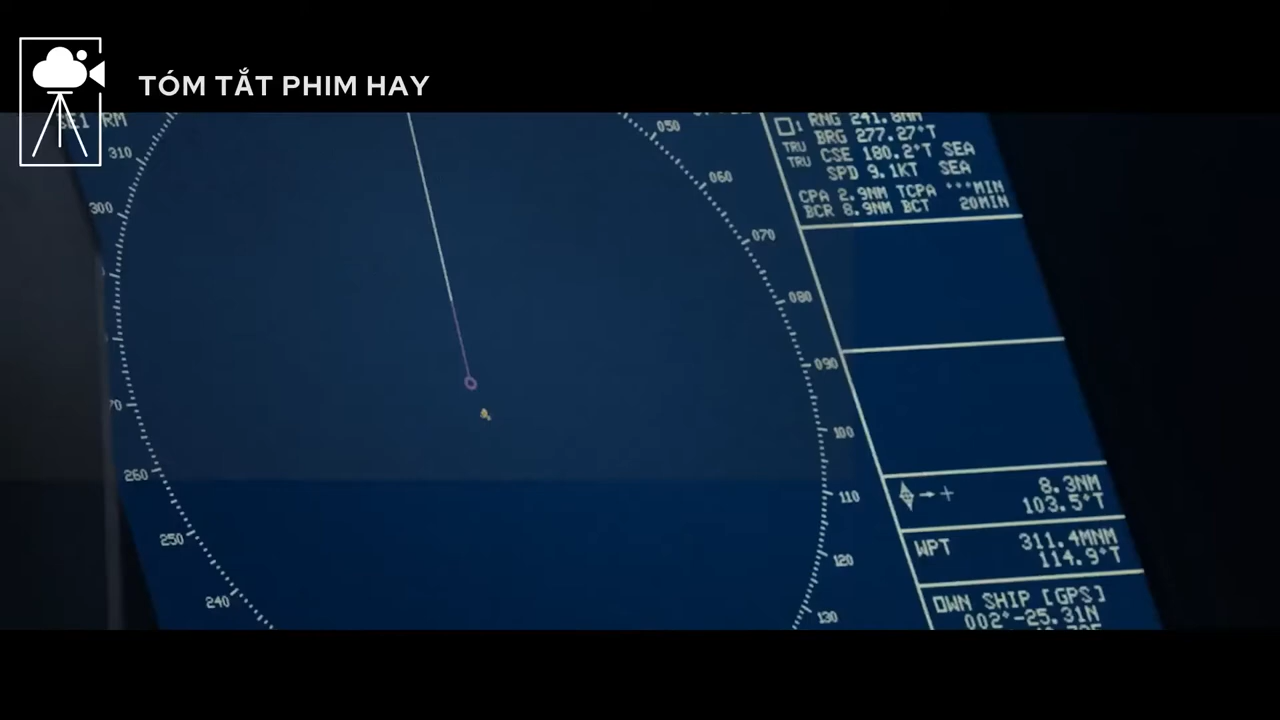 TÓM TẮT PHIM HAY
RM
310
300
260
250
240
050
060
070
080
090
100
110
120
130
1 RNG 241.8NM
BRG 277.27°T
TRU CSE 180.2°T SEA
TRU SPD 9.1KT SEA
CPA 2.9NM TCPA ***MIN
BCR 8.9NM BCT 20MIN
8.3NM
103.5°T
WPT 311.4MNM
114.9°T
OWN SHIP [GPS]
002°-25.31N